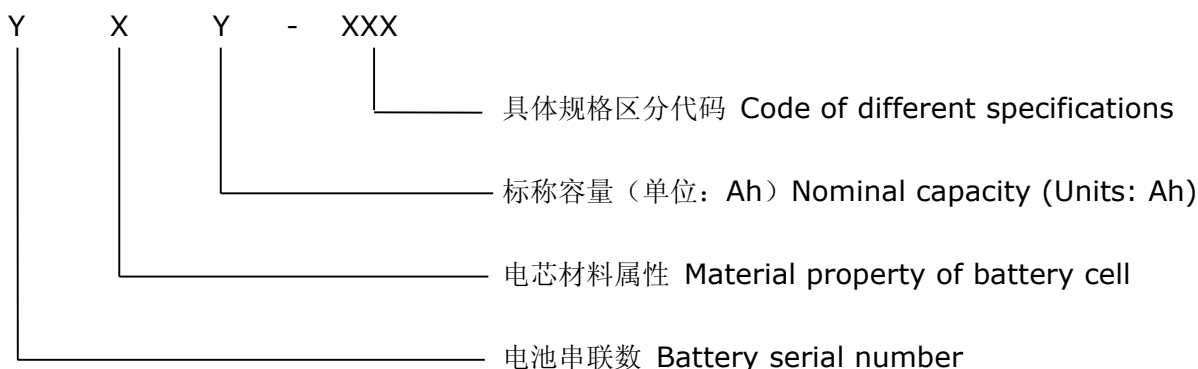 Y X Y - XXX
具体规格区分代码 Code of different specifications
标称容量（单位：Ah）Nominal capacity (Units: Ah)
电芯材料属性 Material property of battery cell
电池串联数 Battery serial number